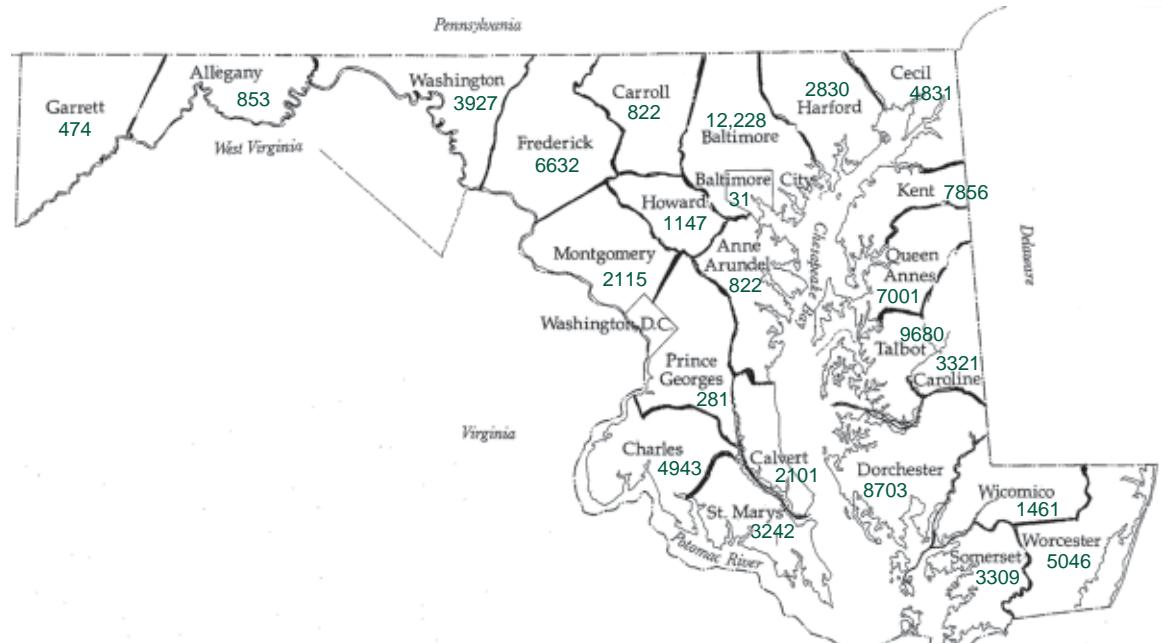 Pennsylvania
Garrett
474
Allegany
853
West Virginia
Washington
3927
Frederick
6632
Carroll
822
12,228
Baltimore
2830
Harford
Cecil
4831
Baltimore City
31
Howard
1147
Kent 7856
Montgomery
2115
Anne
Arundel
822
Chesapeake Bay
Queen
Annes
7001
Delaware
Washington, D.C.
9680
Talbot
3321
Caroline
Prince
Georges
281
Virginia
Charles
4943
Calvert
2101
Dorchester
8703
Wicomico
1461
St. Marys
3242
Potomac River
Somerset
3309
Worcester
5046